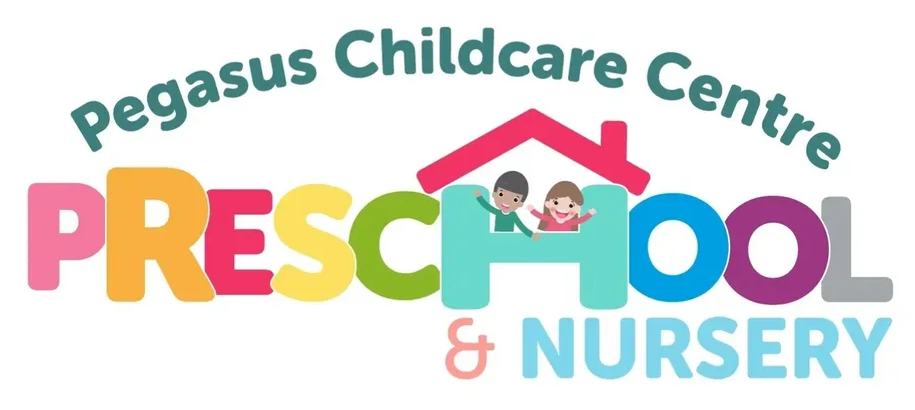 Pegasus Childcare Centre
PRESCHOOL
& NURSERY